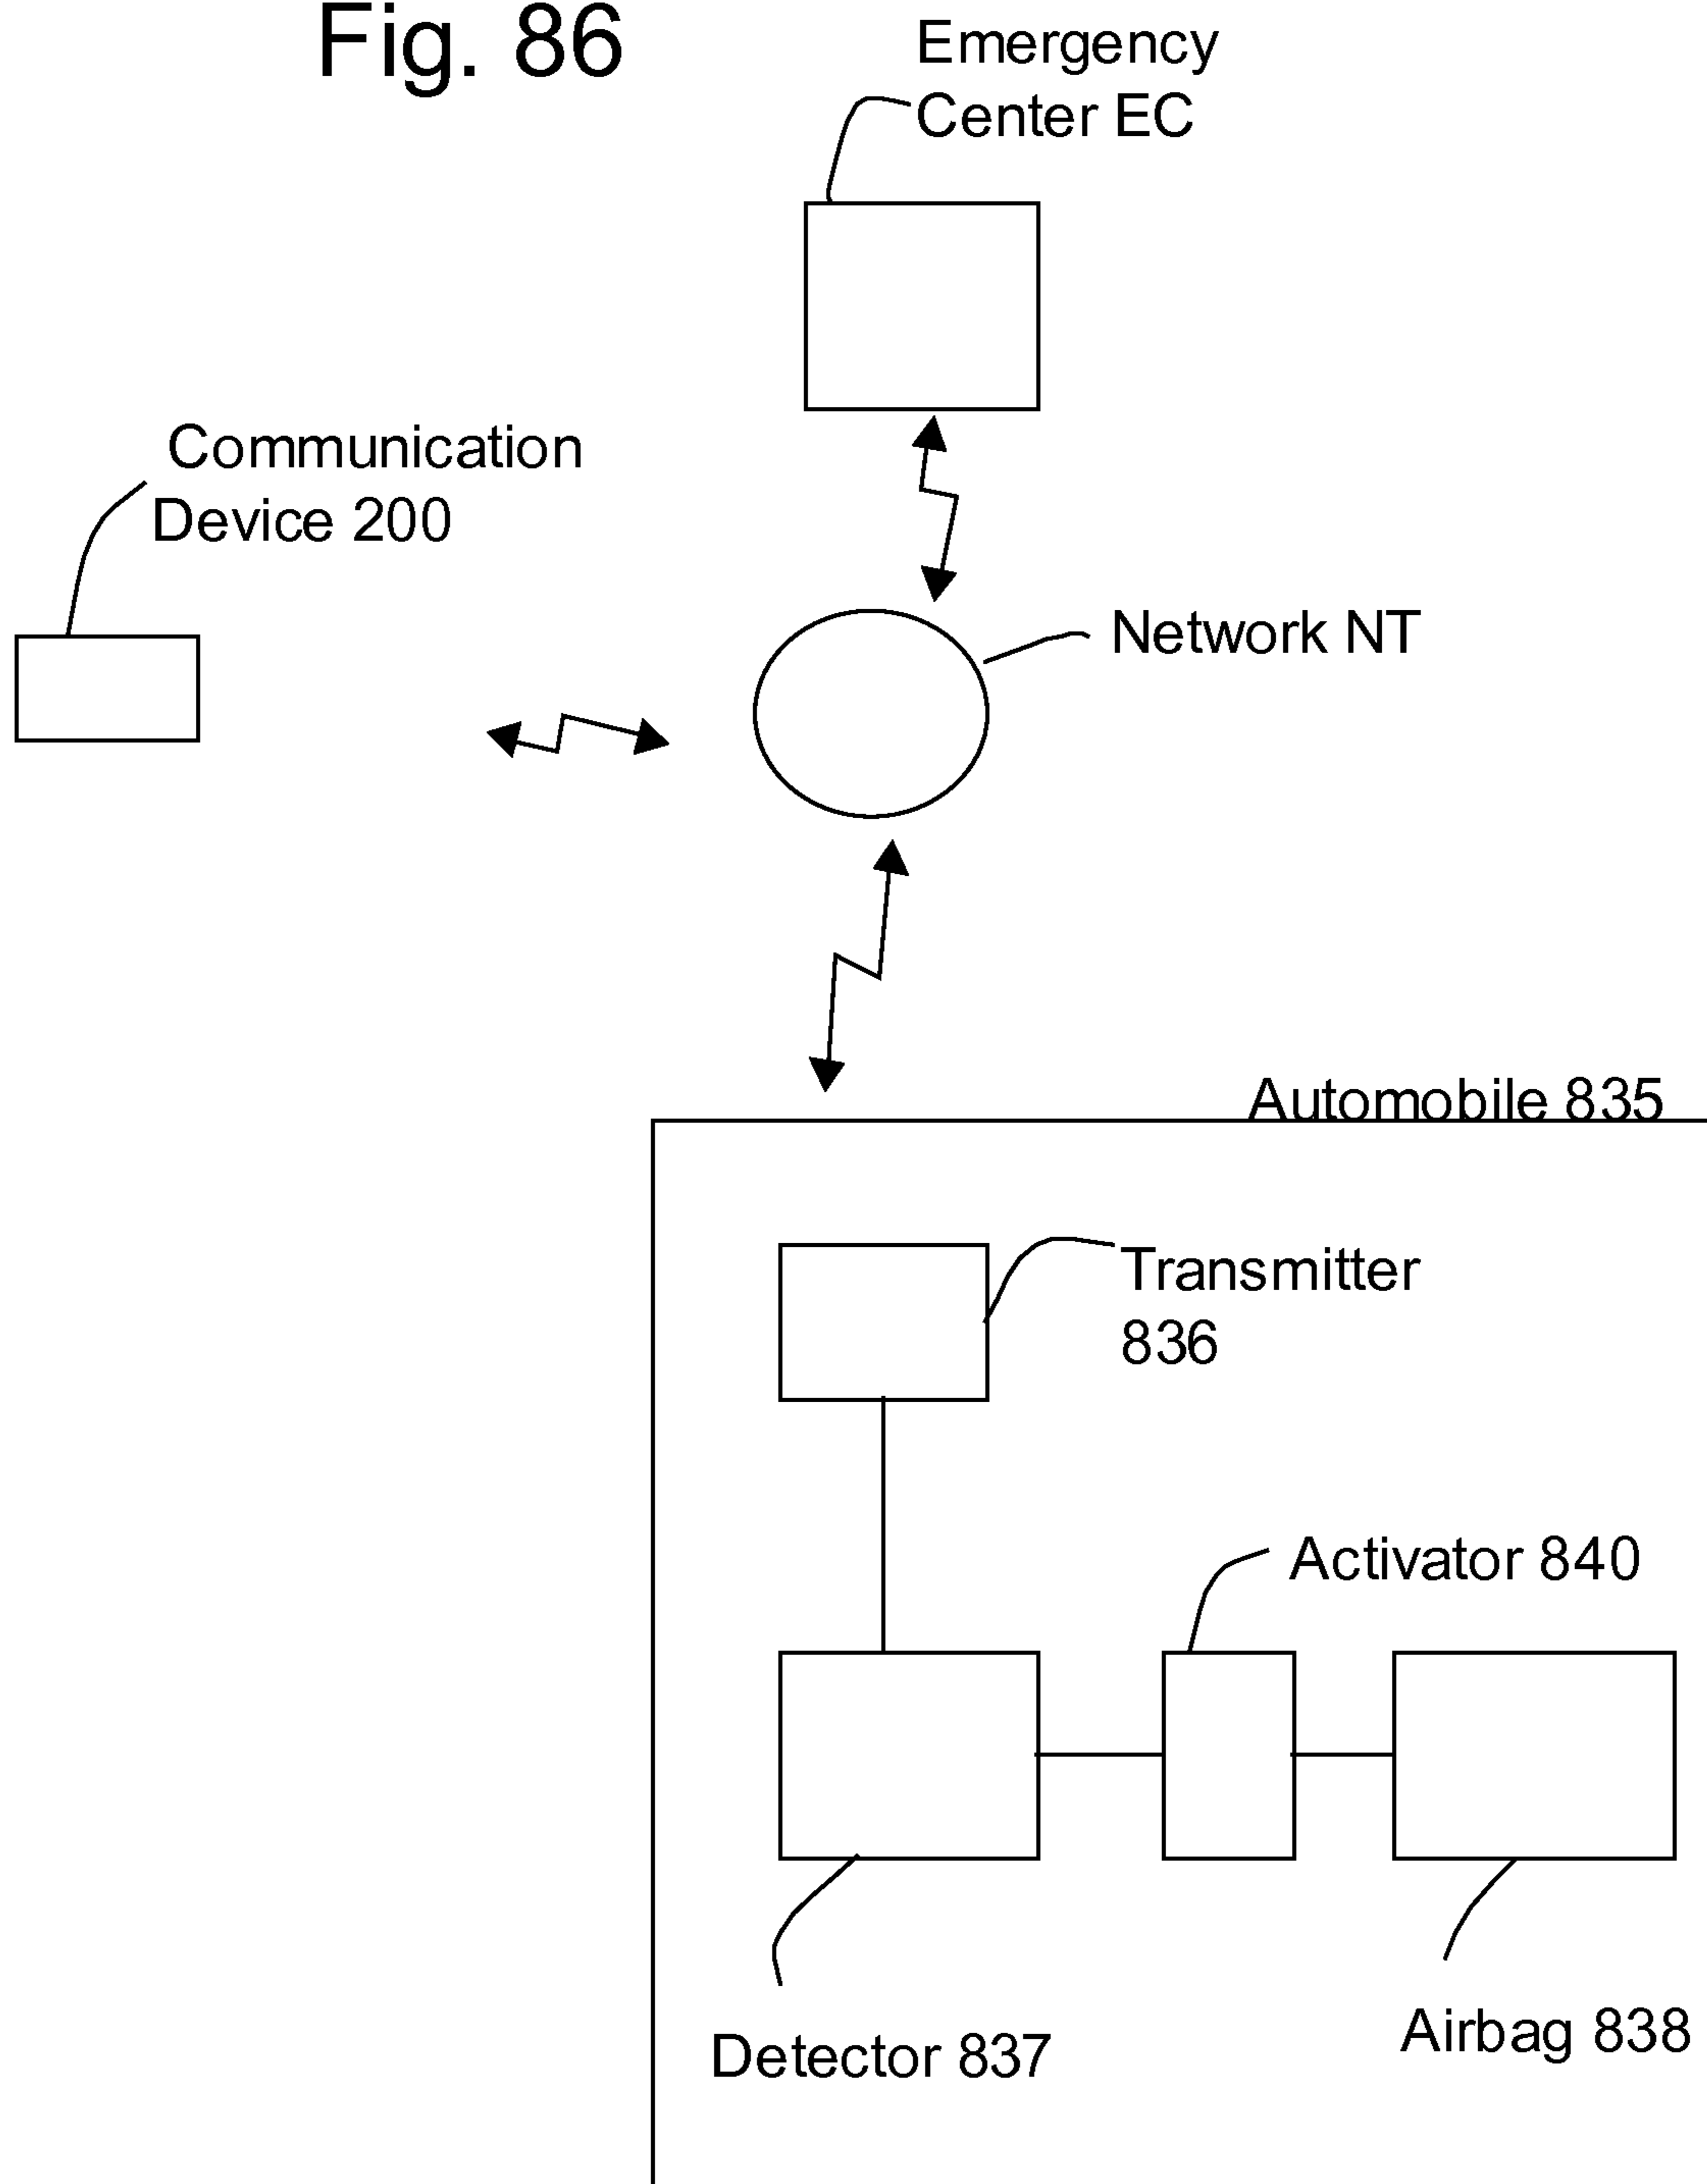 Fig. 86
Emergency
Center EC
Communication
Device 200
Network NT
Automobile 835
Transmitter
836
Activator 840
Detector 837
Airbag 838